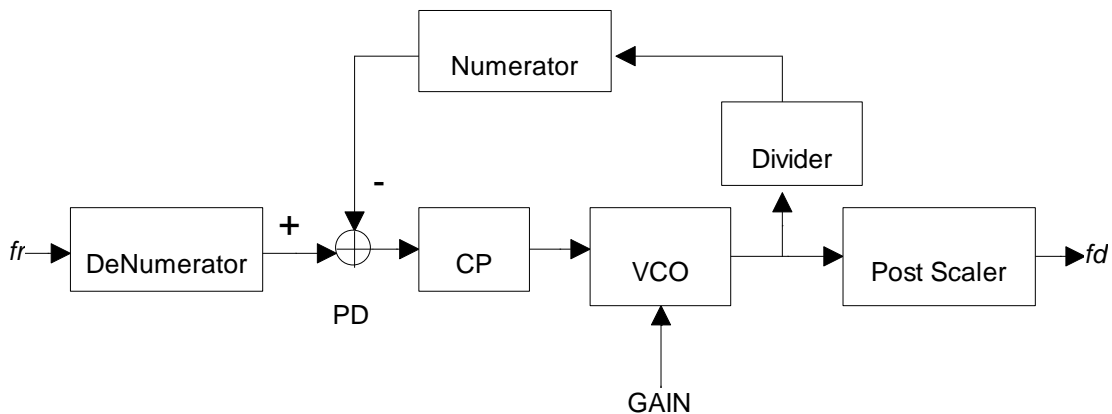 Numerator
Divider
-
+
fr
DeNumerator
CP
VCO
Post Scaler
fd
PD
GAIN